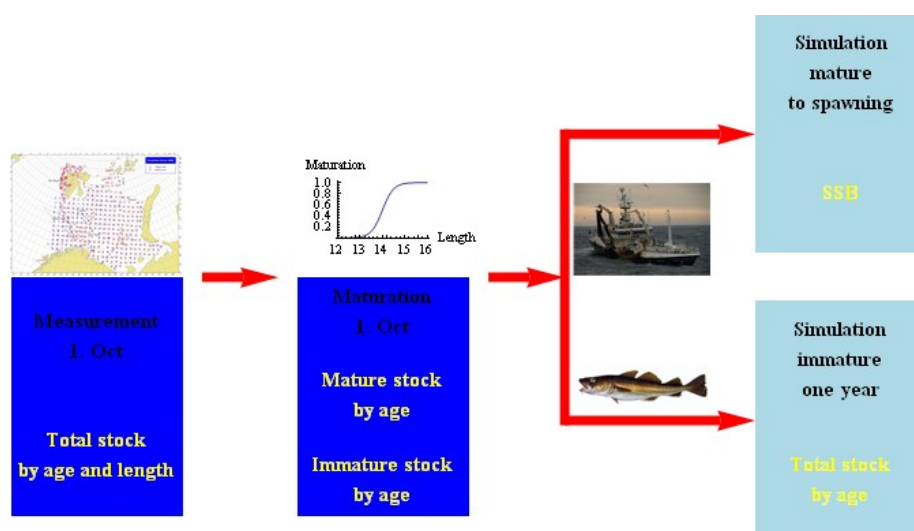 Measurement
1. Oct
Total stock
by age and length
Maturation
1.0
0.8
0.6
0.4
0.2
12 13 14 15 16
Length
Maturation
1. Oct
Mature stock
by age
Immature stock
by age
Simulation
mature
to spawning
SSB
Simulation
immature
one year
Total stock
by age